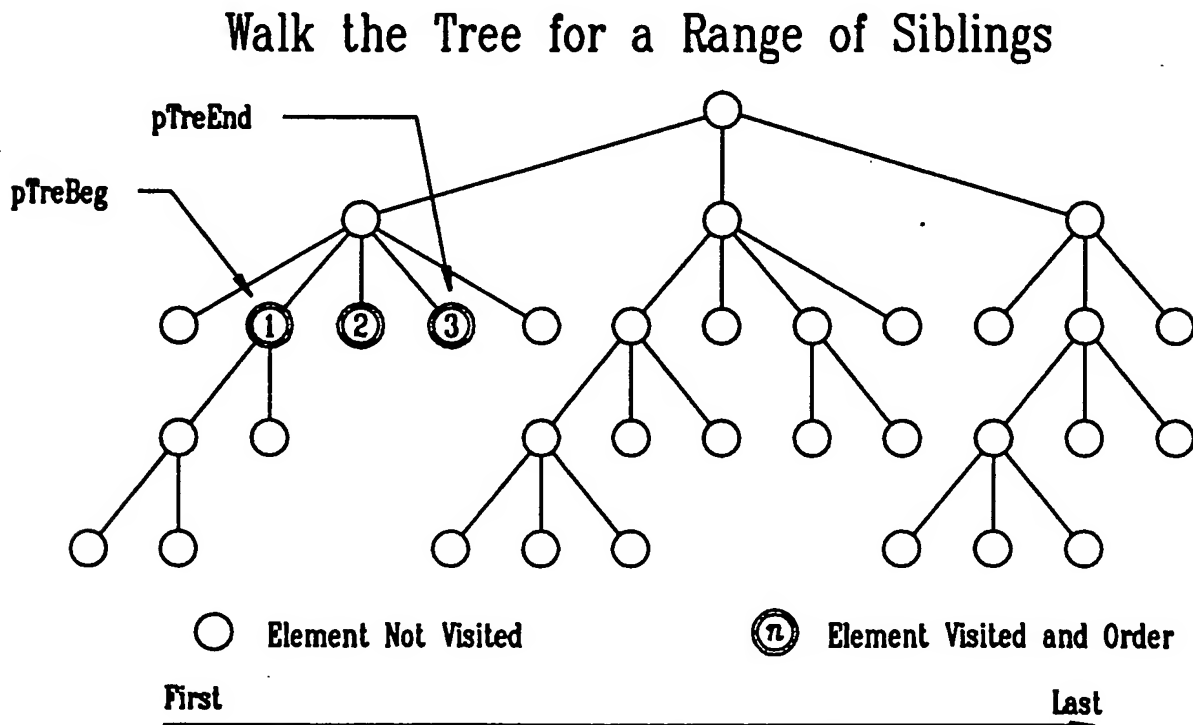 Walk the Tree for a Range of Siblings
pTreEnd
pTreBeg
1 2 3
Element Not Visited
n Element Visited and Order
First Last